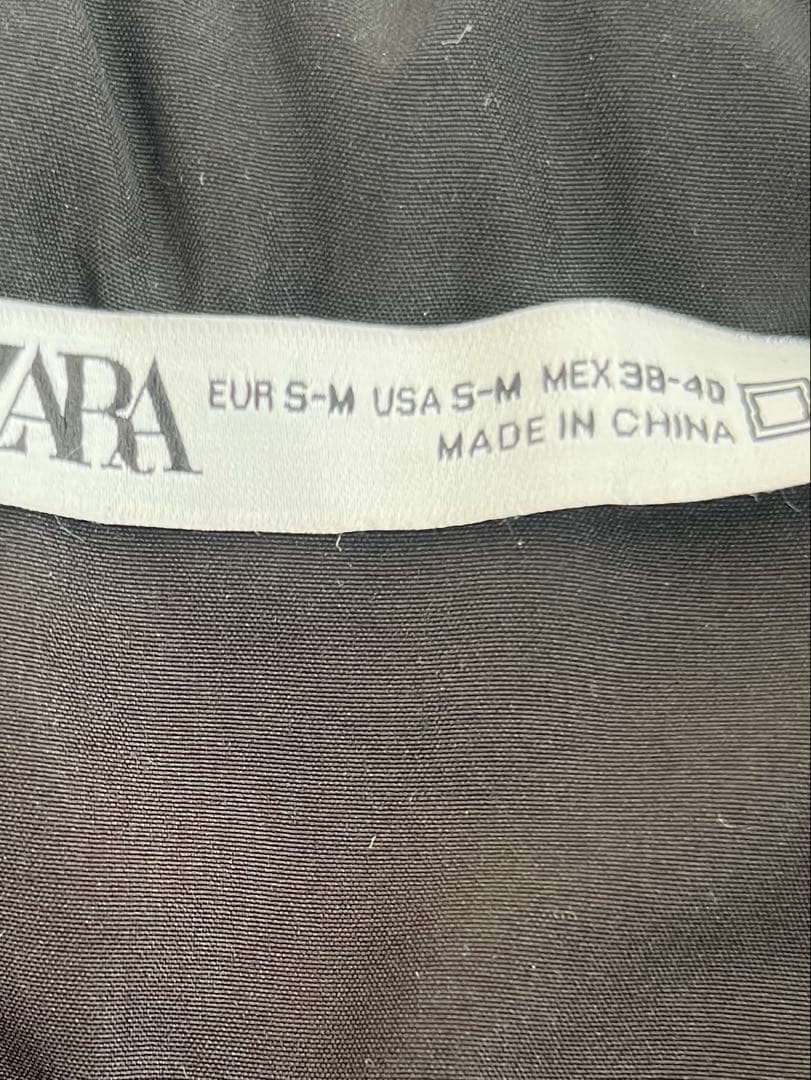 ZARA
EUR S-M USA S-M MEX 38-40
MADE IN CHINA